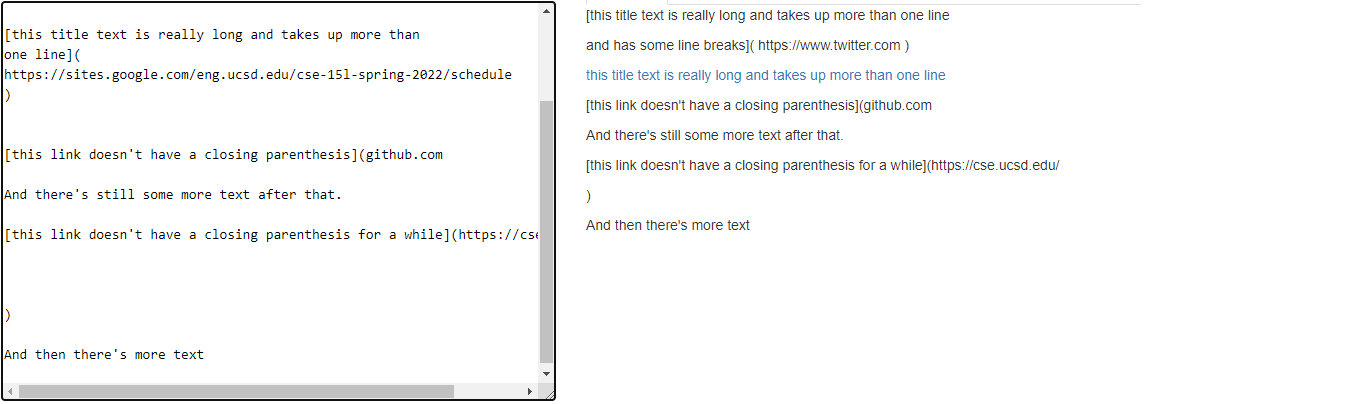 [this title text is really long and takes up more than
one line](
https://sites.google.com/eng.ucsd.edu/cse-15l-spring-2022/schedule
)
[this link doesn't have a closing parenthesis](github.com
And there's still some more text after that.
[this link doesn't have a closing parenthesis for a while](https://cse
)
And then there's more text
[this title text is really long and takes up more than one line
and has some line breaks]( https://www.twitter.com )
this title text is really long and takes up more than one line
[this link doesn't have a closing parenthesis](github.com
And there's still some more text after that.
[this link doesn't have a closing parenthesis for a while](https://cse.ucsd.edu/
)
And then there's more text